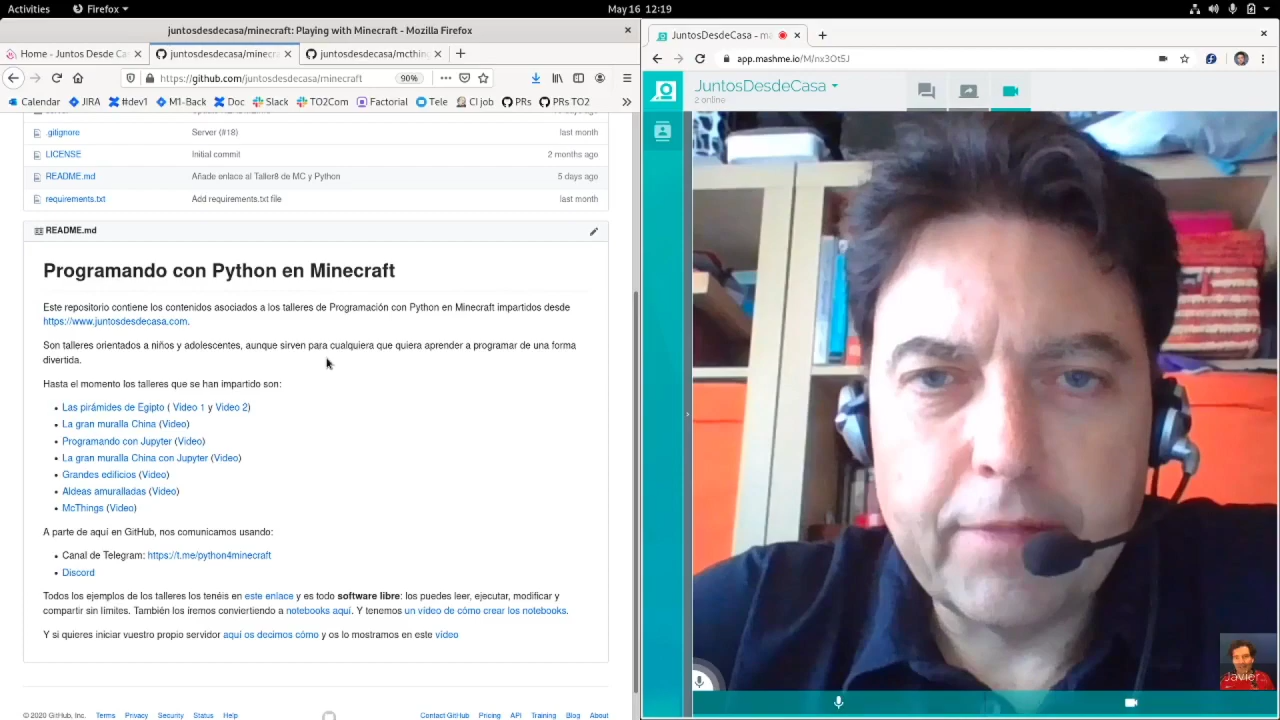 Activities
Firefox
May 16 12:19
juntosdesdecasa/minecraft: Playing with Minecraft - Mozilla Firefox
Home - Juntos Desde C
juntosdesdecasa/minecr
juntosdesdecasa/mcthing
https://github.com/juntosdesdecasa/minecraft
90%
Calendar
JIRA
#tdev1
M1-Back
Doc
Slack
TO2Com
Factorial
Tele
CI job
PRs
PRs TO2
.gitignore
Server (#18)
last month
LICENSE
Initial commit
2 months ago
README.md
Añade enlace al Taller8 de MC y Python
5 days ago
requirements.txt
Add requirements.txt file
last month
README.md
Programando con Python en Minecraft
Este repositorio contiene los contenidos asociados a los talleres de Programación con Python en Minecraft impartidos desde
https://www.juntosdesdecasa.com.
Son talleres orientados a niños y adolescentes, aunque sirven para cualquiera que quiera aprender a programar de una forma
divertida.
Hasta el momento los talleres que se han impartido son:
Las pirámides de Egipto ( Video 1 y Video 2)
La gran muralla China (Video)
Programando con Jupyter (Video)
La gran muralla China con Jupyter (Video)
Grandes edificios (Video)
Aldeas amuralladas (Video)
McThings (Video)
A parte de aquí en GitHub, nos comunicamos usando:
Canal de Telegram: https://t.me/python4minecraft
Discord
Todos los ejemplos de los talleres los tenéis en este enlace y es todo software libre: los puedes leer, ejecutar, modificar y
compartir sin límites. También los iremos conviertiendo a notebooks aquí. Y tenemos un vídeo de cómo crear los notebooks.
Y si quieres iniciar vuestro propio servidor aquí os decimos cómo y os lo mostramos en este vídeo
© 2020 GitHub, Inc.
Terms
Privacy
Security
Status
Help
Contact GitHub
Pricing
API
Training
Blog
About
JuntosDesdeCasa - ma
app.mashme.io/M/nx3Ot5J
JuntosDesdeCasa
2 online
Javier